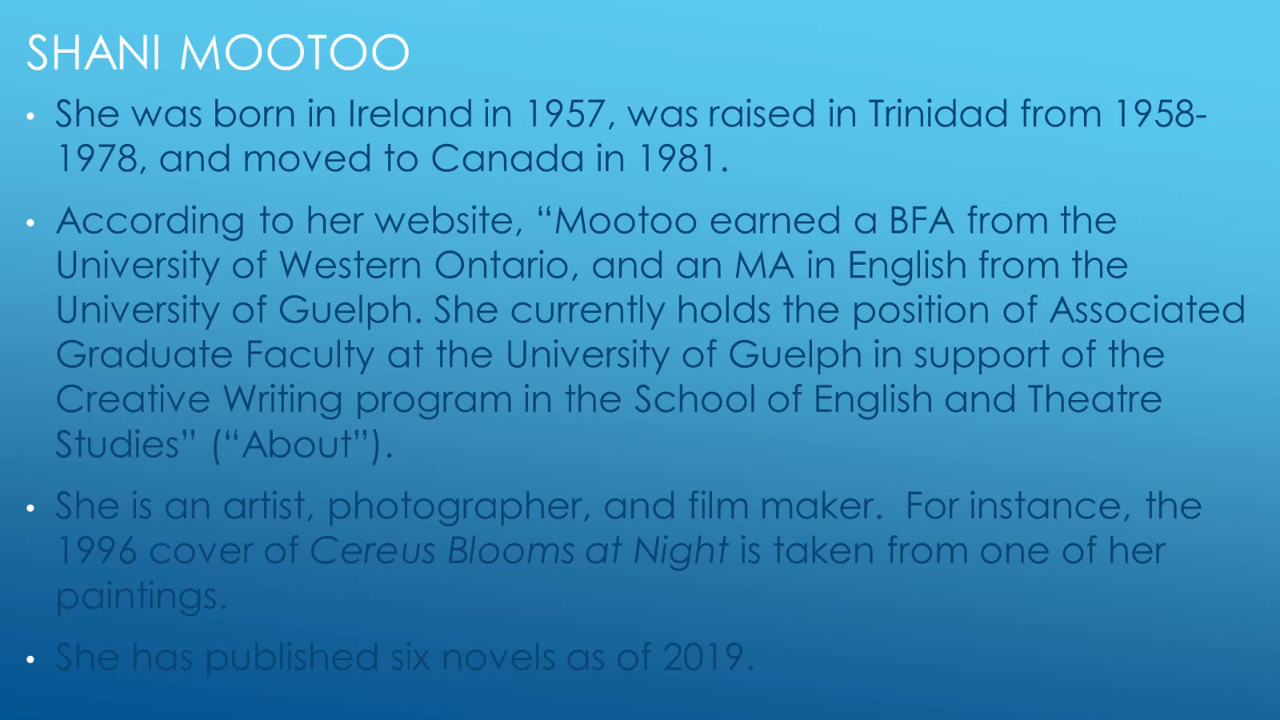 SHANI MOOTOO
• She was born in Ireland in 1957, was raised in Trinidad from 1958-
1978, and moved to Canada in 1981.
• According to her website, “Mootoo earned a BFA from the
University of Western Ontario, and an MA in English from the
University of Guelph. She currently holds the position of Associated
Graduate Faculty at the University of Guelph in support of the
Creative Writing program in the School of English and Theatre
Studies” (“About”).
• She is an artist, photographer, and film maker.  For instance, the
1996 cover of Cereus Blooms at Night is taken from one of her
paintings.
• She has published six novels as of 2019.